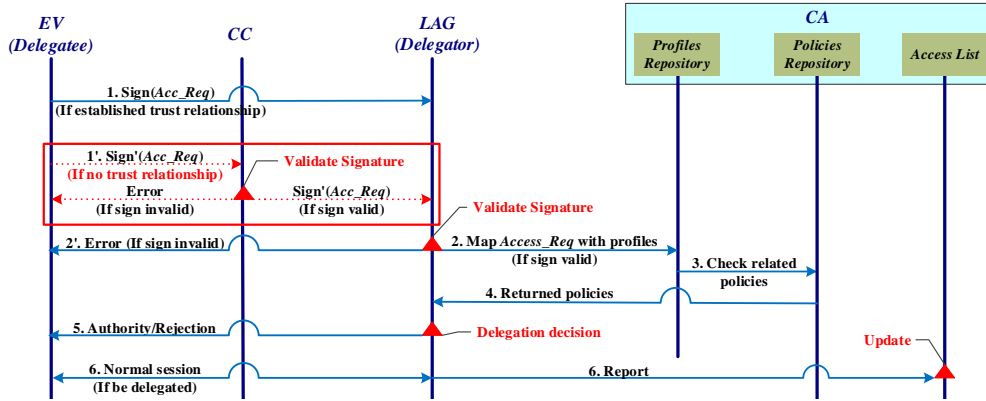 EV
(Delegatee)
CC
LAG
(Delegator)
CA
Profiles
Repository
Policies
Repository
Access List
1. Sign(Acc_Req)
(If established trust relationship)
1'. Sign'(Acc_Req)
(If no trust relationship)
Validate Signature
Error
(If sign invalid)
Sign'(Acc_Req)
(If sign valid)
Validate Signature
2'. Error (If sign invalid)
2. Map Access_Req with profiles
(If sign valid)
3. Check related
policies
4. Returned policies
5. Authority/Rejection
Delegation decision
Update
6. Normal session
(If be delegated)
6. Report